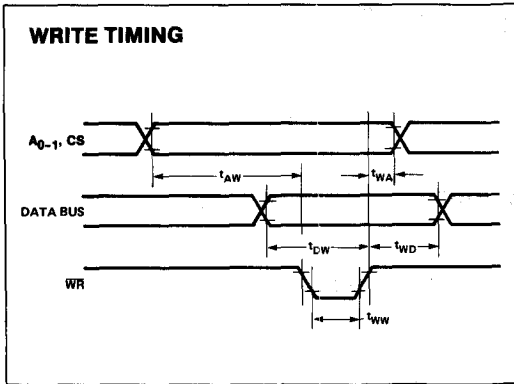 WRITE TIMING
A0–1, CS
tAW
tWA
DATA BUS
tDW
tWD
WR
tWW